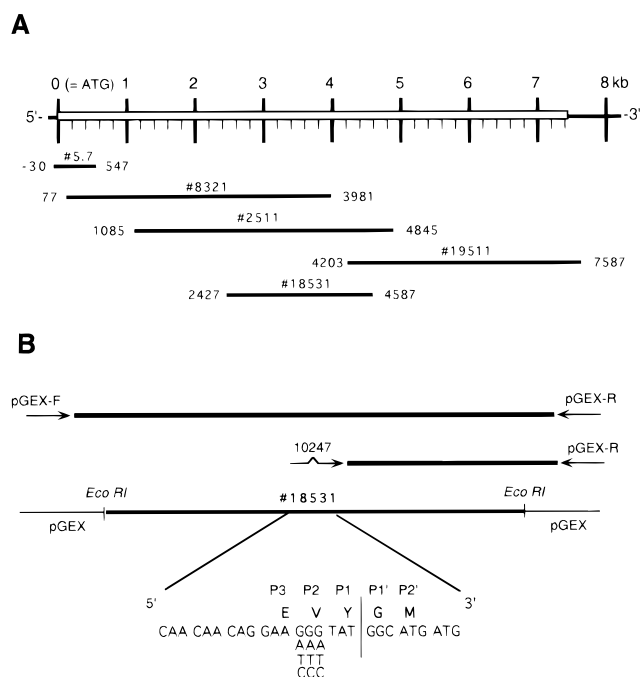 A
0 (= ATG) 1 2 3 4 5 6 7 8 kb
5'- -3'
#5.7
-30 547
#8321
77 3981
#2511
1085 4845
#19511
4203 7587
#18531
2427 4587
B
pGEX-F pGEX-R
10247 pGEX-R
Eco RI #18531 Eco RI
pGEX pGEX
5' 3'
P3 P2 P1 P1' P2'
E V Y G M
CAA CAA CAG GAA GGG TAT GGC ATG ATG
AAA
TTT
CCC